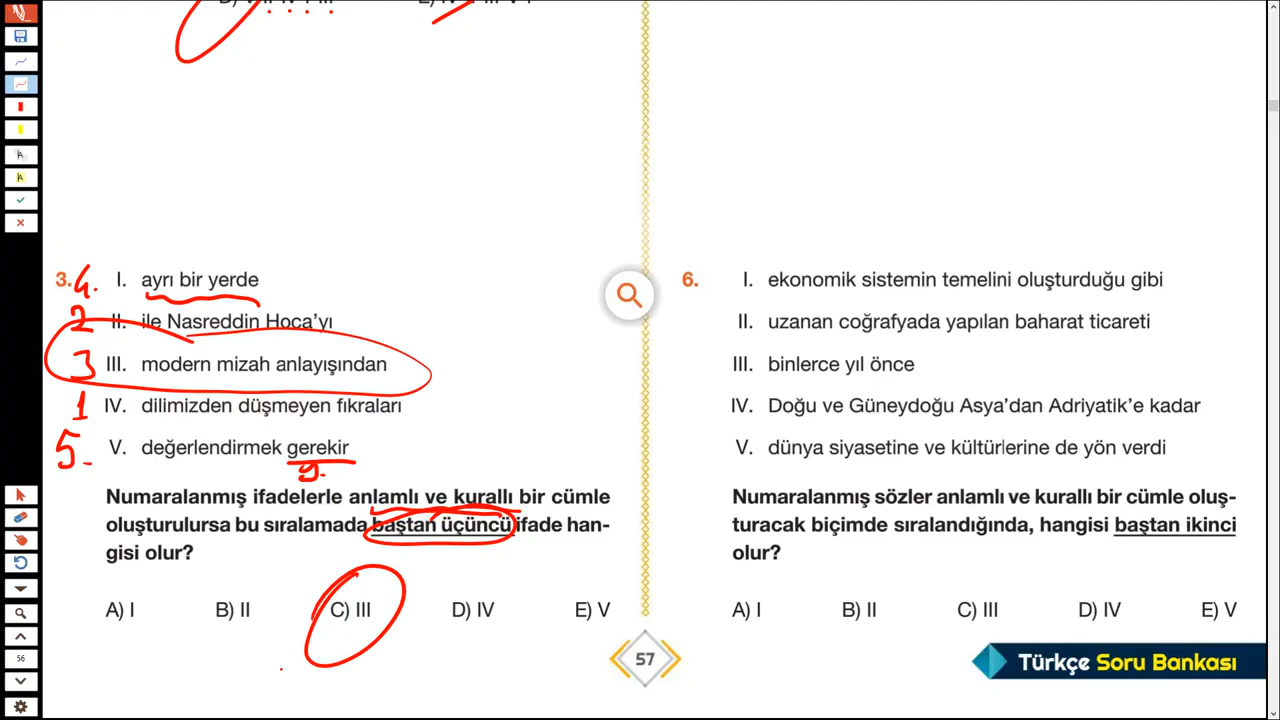 3. 4. I. ayrı bir yerde
2 II. ile Nasreddin Hoca’yı
3 III. modern mizah anlayışından
1 IV. dilimizden düşmeyen fıkraları
5. V. değerlendirmek gerekir
y.
Numaralanmış ifadelerle anlamlı ve kurallı bir cümle
oluşturulursa bu sıralamada baştan üçüncü ifade han-
gisi olur?
A) I B) II C) III D) IV E) V
6. I. ekonomik sistemin temelini oluşturduğu gibi
II. uzanan coğrafyada yapılan baharat ticareti
III. binlerce yıl önce
IV. Doğu ve Güneydoğu Asya’dan Adriyatik’e kadar
V. dünya siyasetine ve kültürlerine de yön verdi
Numaralanmış sözler anlamlı ve kurallı bir cümle oluş-
turacak biçimde sıralandığında, hangisi baştan ikinci
olur?
A) I B) II C) III D) IV E) V
57
Türkçe Soru Bankası
A
A
56